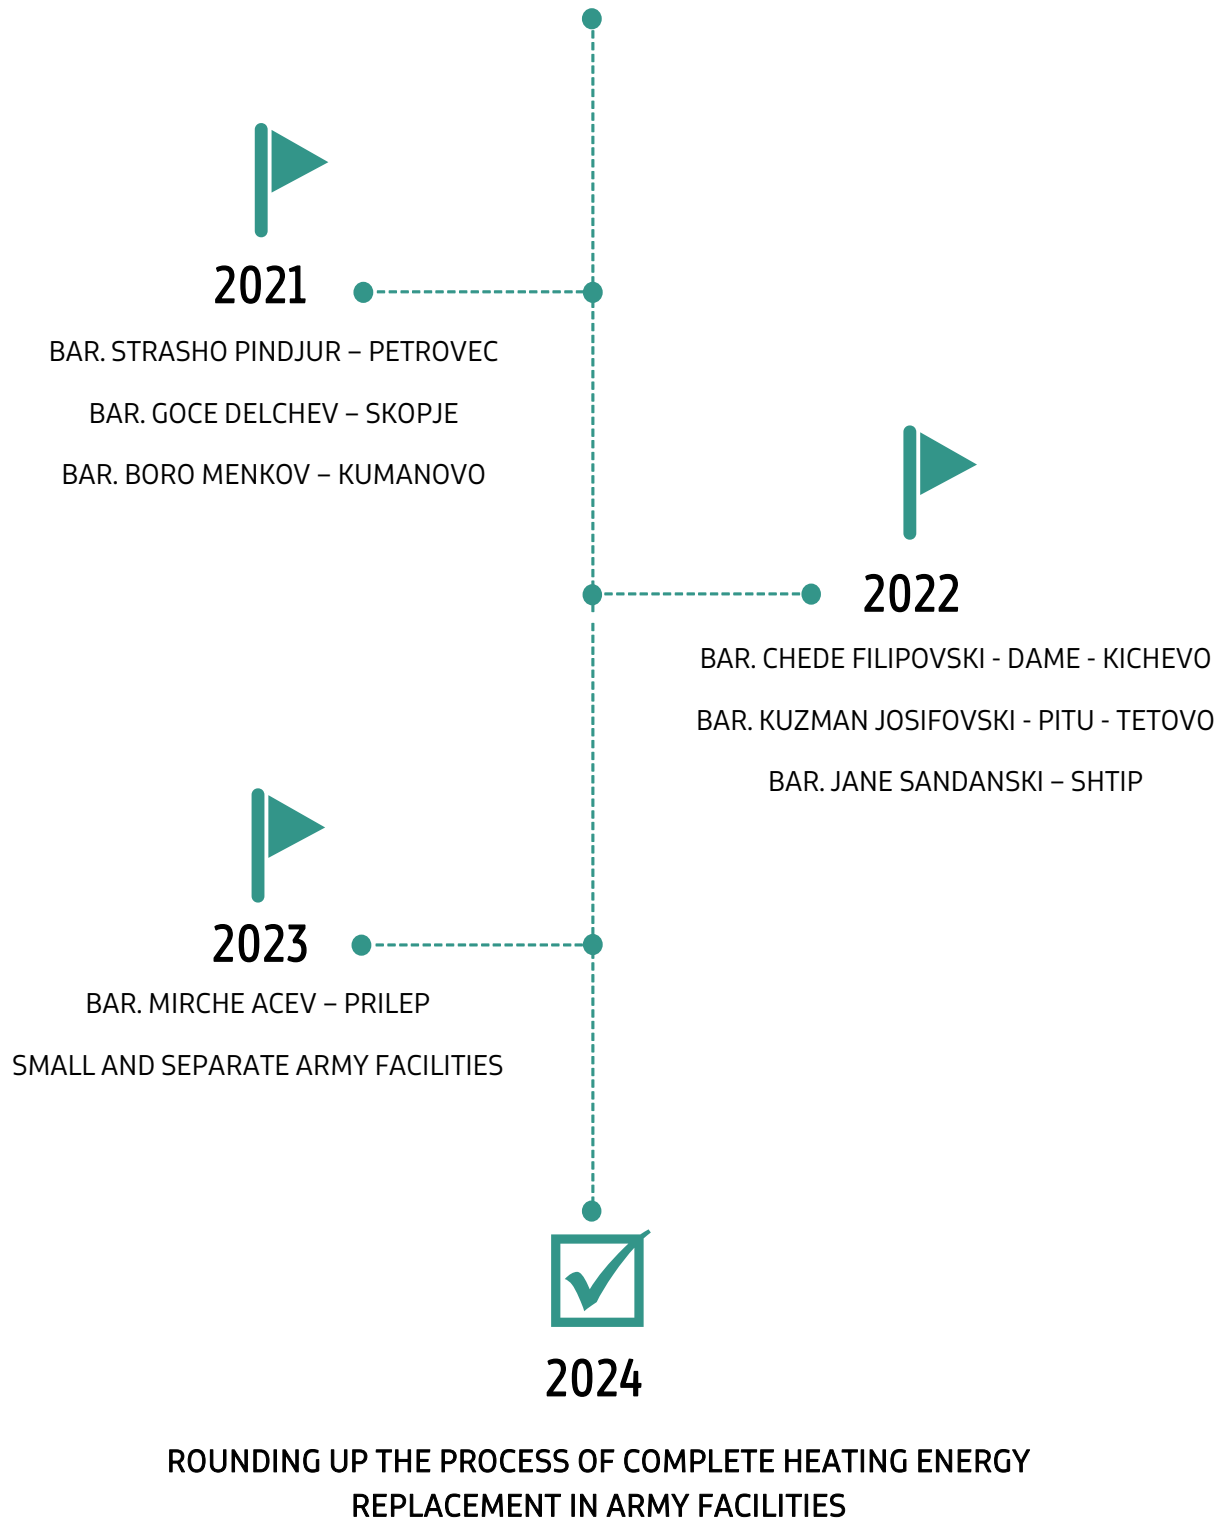 2021
BAR. STRASHO PINDJUR – PETROVEC
BAR. GOCE DELCHEV – SKOPJE
BAR. BORO MENKOV – KUMANOVO
2022
BAR. CHEDE FILIPOVSKI - DAME - KICHEVO
BAR. KUZMAN JOSIFOVSKI - PITU - TETOVO
BAR. JANE SANDANSKI – SHTIP
2023
BAR. MIRCHE ACEV – PRILEP
SMALL AND SEPARATE ARMY FACILITIES
2024
ROUNDING UP THE PROCESS OF COMPLETE HEATING ENERGY
REPLACEMENT IN ARMY FACILITIES